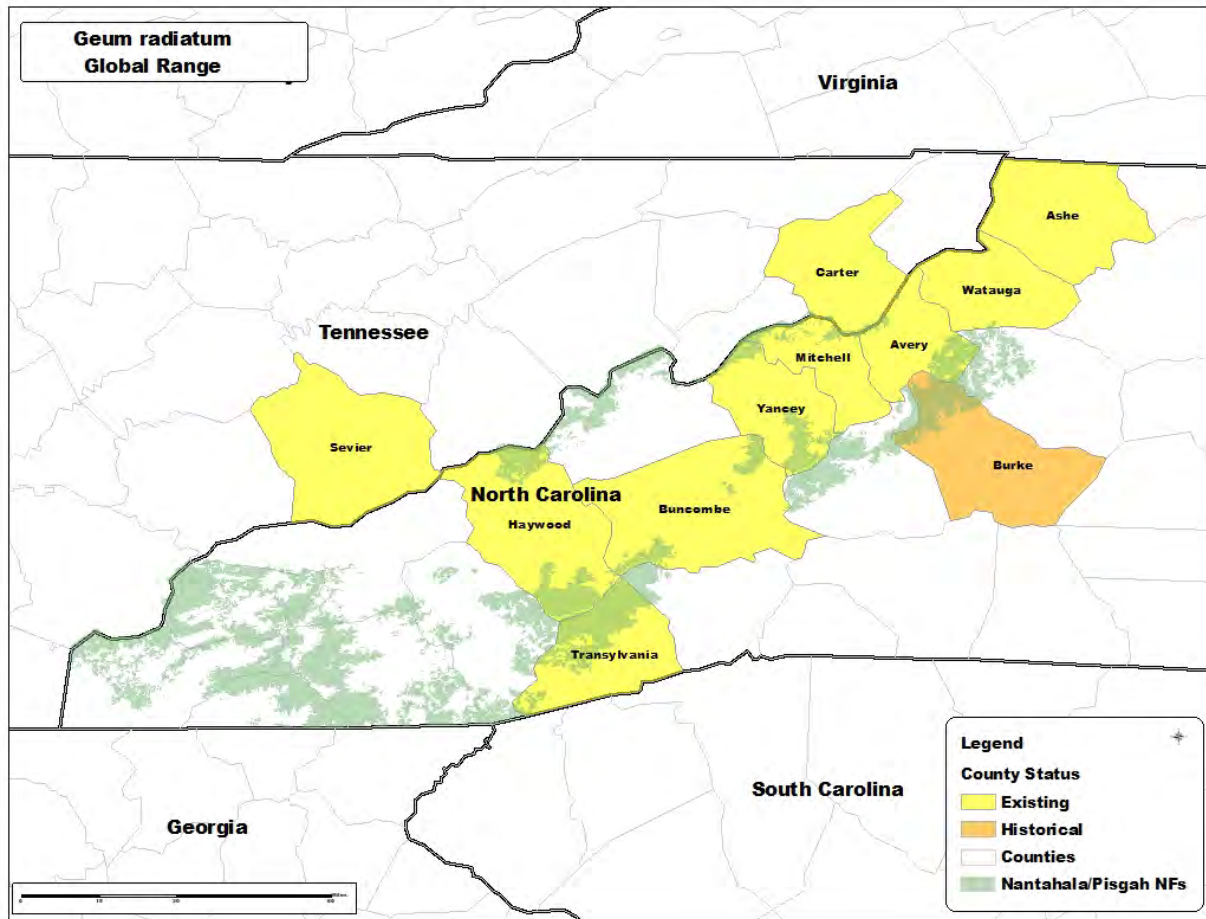 Geum radiatum
Global Range
Virginia
Ashe
Carter
Watauga
Tennessee
Avery
Mitchell
Yancey
Sevier
Burke
North Carolina
Buncombe
Haywood
Transylvania
Legend
County Status
Existing
Historical
Counties
Nantahala/Pisgah NFs
South Carolina
Georgia